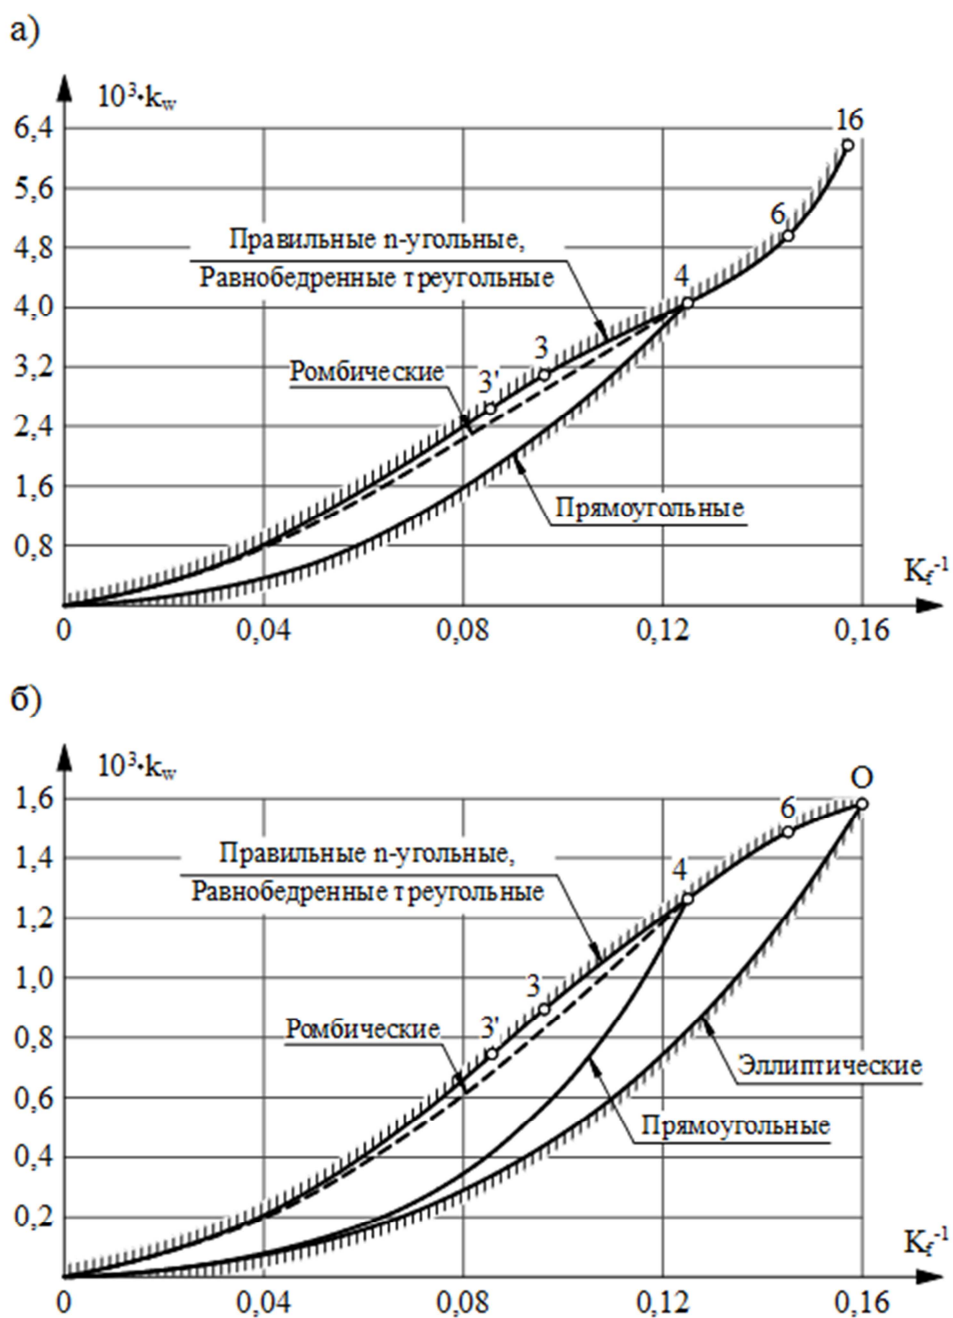 а)
10³·k_w
6,4
16
5,6
6
Правильные n-угольные,
4,8
Равнобедренные треугольные
4
4,0
3
3,2
Ромбические
3'
2,4
1,6
Прямоугольные
0,8
K_f⁻¹
0 0,04 0,08 0,12 0,16
б)
10³·k_w
O
1,6
6
Правильные n-угольные,
1,4
4
Равнобедренные треугольные
1,2
1,0
3
Ромбические
3'
0,8
Эллиптические
0,6
Прямоугольные
0,4
0,2
K_f⁻¹
0 0,04 0,08 0,12 0,16